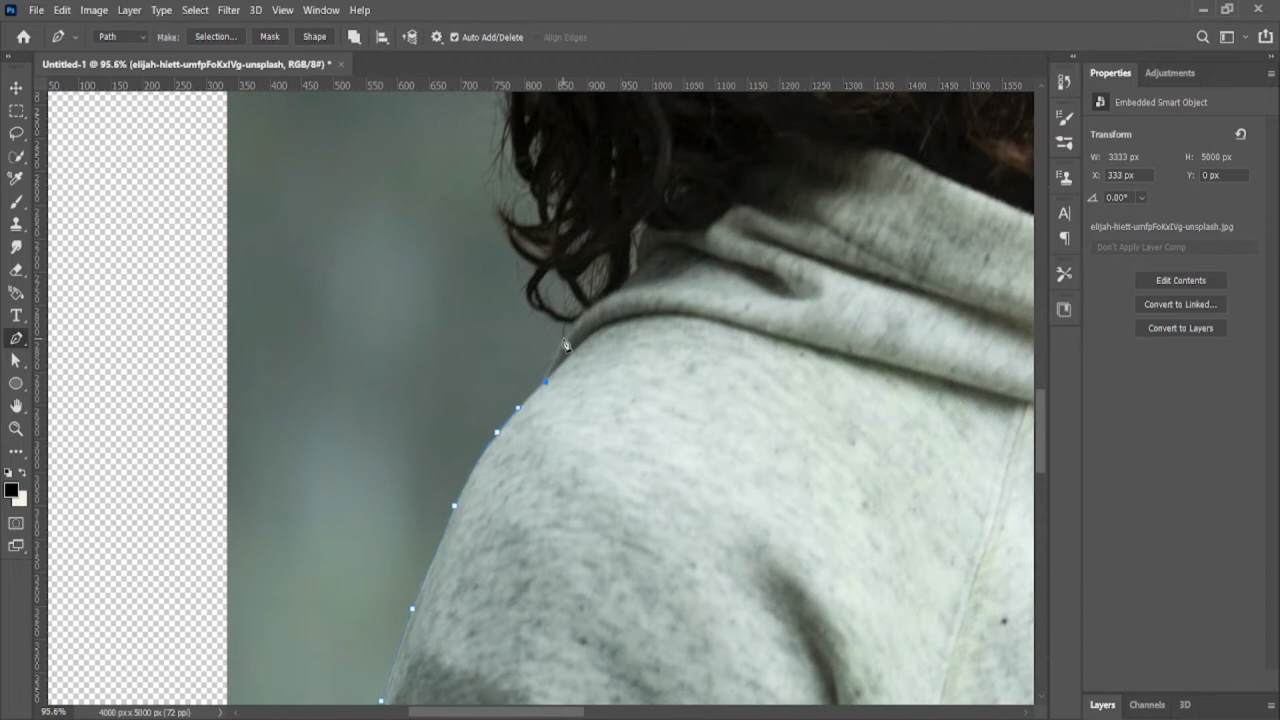 Ps File Edit Image Layer Type Select Filter 3D View Window Help
Path Make: Selection... Mask Shape Auto Add/Delete Align Edges
Untitled-1 @ 95.6% (elijah-hiett-umfpFoKxIVg-unsplash, RGB/8#) *
50 100 150 200 250 300 350 400 450 500 550 600 650 700 750 800 850 900 950 1000 1050 1100 1150 1200 1250 1300 1350 1400 1450 1500 1550
Properties Adjustments
Embedded Smart Object
Transform
W: 3333 px H: 5000 px
X: 333 px Y: 0 px
0.00°
elijah-hiett-umfpFoKxIVg-unsplash.jpg
Don't Apply Layer Comp
Edit Contents
Convert to Linked...
Convert to Layers
Layers Channels 3D
95.6% 4000 px x 5000 px (72 ppi)